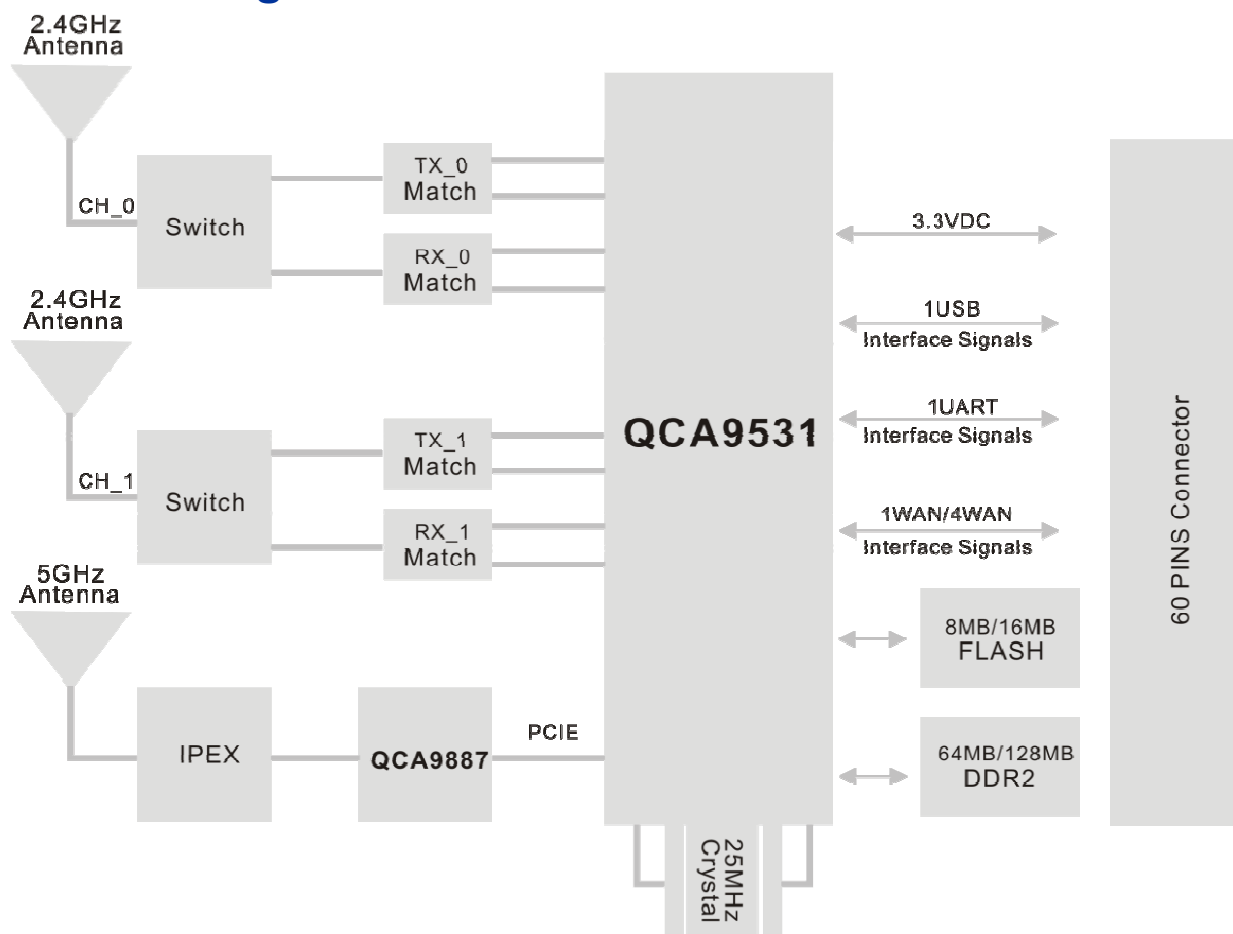 2.4GHz
Antenna
CH_0
Switch
TX_0
Match
RX_0
Match
2.4GHz
Antenna
CH_1
Switch
TX_1
Match
RX_1
Match
5GHz
Antenna
IPEX
QCA9887
PCIE
QCA9531
25MHz
Crystal
3.3VDC
1USB
Interface Signals
1UART
Interface Signals
1WAN/4WAN
Interface Signals
8MB/16MB
FLASH
64MB/128MB
DDR2
60 PINS Connector